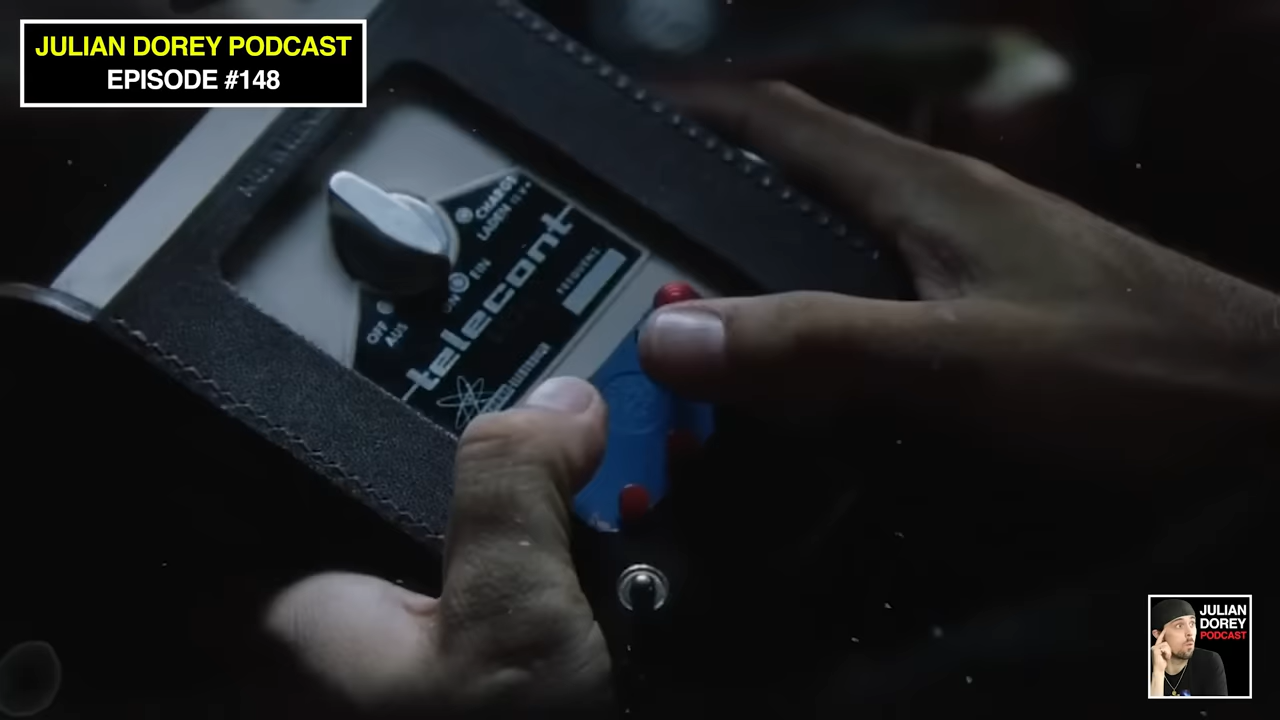 JULIAN DOREY PODCAST
EPISODE #148
CHARGE
LADEN
EIN
ON
OFF
AUS
telecont
FREQUENZ
JULIAN
DOREY
PODCAST